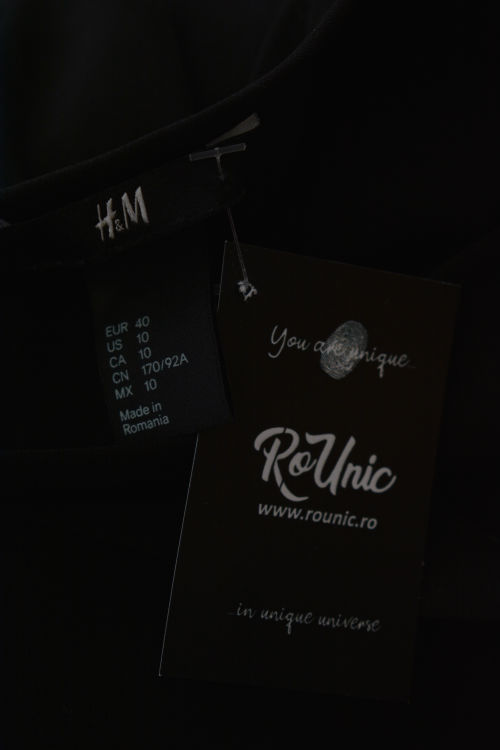 H&M
EUR 40
US 10
CA 10
CN 170/92A
MX 10
Made in
Romania
You are unique...
RoUnic
www.rounic.ro
...in unique universe